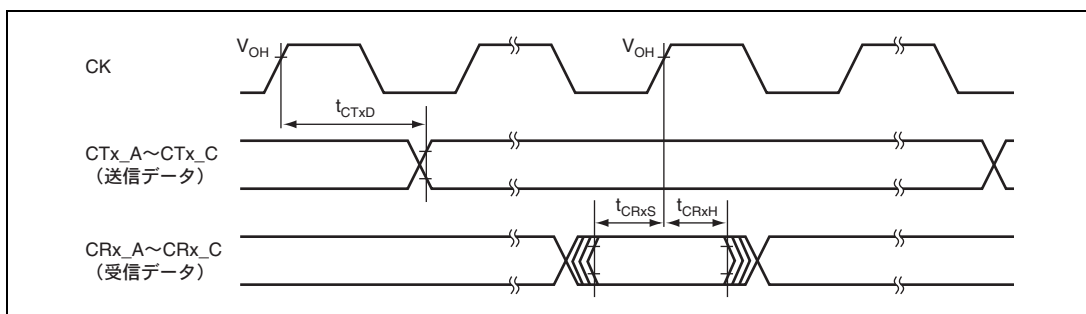 V_OH V_OH
CK
t_CTxD
CTx_A～CTx_C
（送信データ）
t_CRxS t_CRxH
CRx_A～CRx_C
（受信データ）